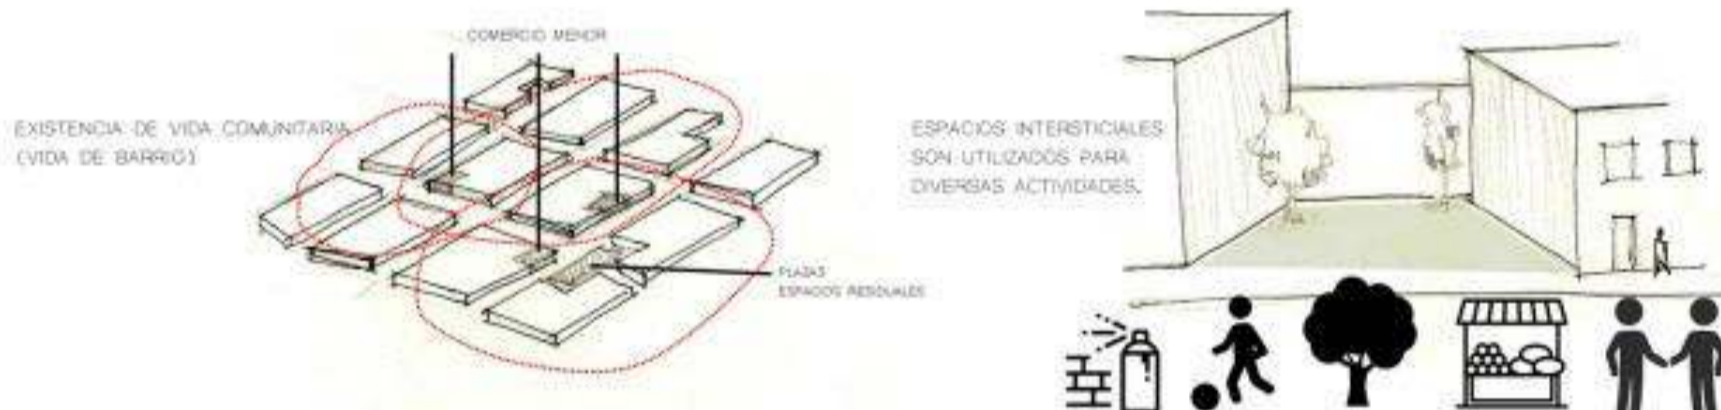 COMERCIO MENOR
EXISTENCIA DE VIDA COMUNITARIA
(VIDA DE BARRIO)
PLAZAS
ESPACIOS RESIDUALES
ESPACIOS INTERSTICIALES
SON UTILIZADOS PARA
DIVERSAS ACTIVIDADES.